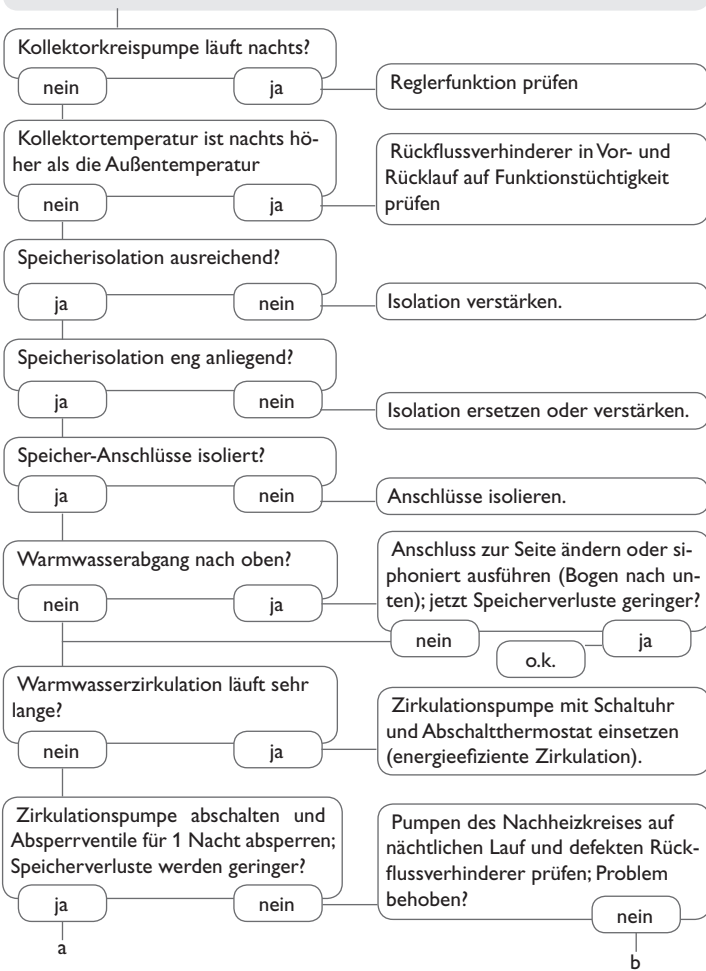 Kollektorkreispumpe läuft nachts?
nein
ja
Reglerfunktion prüfen
Kollektortemperatur ist nachts hö-
her als die Außentemperatur
nein
ja
Rückflussverhinderer in Vor- und
Rücklauf auf Funktionstüchtigkeit
prüfen
Speicherisolation ausreichend?
ja
nein
Isolation verstärken.
Speicherisolation eng anliegend?
ja
nein
Isolation ersetzen oder verstärken.
Speicher-Anschlüsse isoliert?
ja
nein
Anschlüsse isolieren.
Warmwasserabgang nach oben?
nein
ja
Anschluss zur Seite ändern oder si-
phoniert ausführen (Bogen nach un-
ten); jetzt Speicherverluste geringer?
nein
ja
o.k.
Warmwasserzirkulation läuft sehr
lange?
nein
ja
Zirkulationspumpe mit Schaltuhr
und Abschaltthermostat einsetzen
(energieefiziente Zirkulation).
Zirkulationspumpe abschalten und
Absperrventile für 1 Nacht absperren;
Speicherverluste werden geringer?
ja
nein
Pumpen des Nachheizkreises auf
nächtlichen Lauf und defekten Rück-
flussverhinderer prüfen; Problem
behoben?
nein
a
b